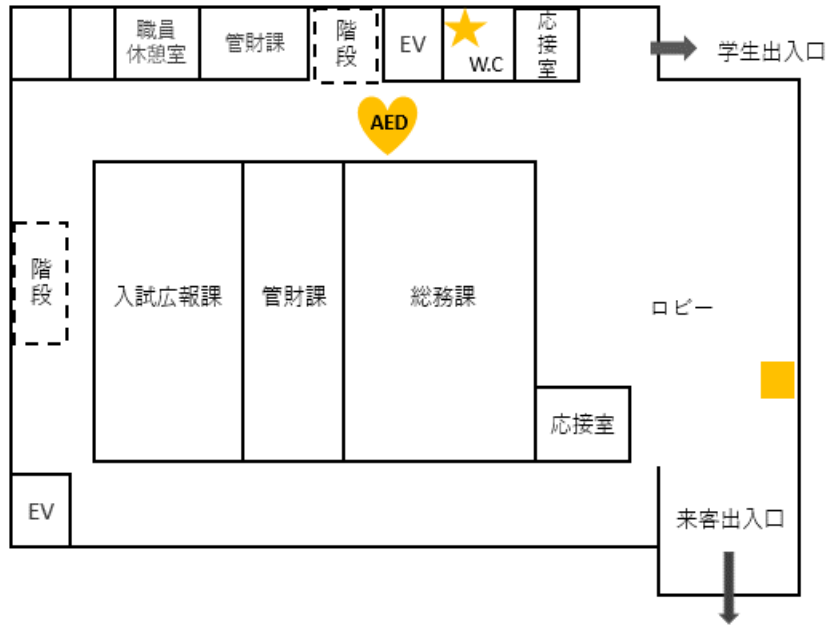 職員
休憩室
管財課
階
段
EV
W.C
応
接
室
学生出入口
AED
階
段
入試広報課
管財課
総務課
ロビー
応接室
EV
来客出入口